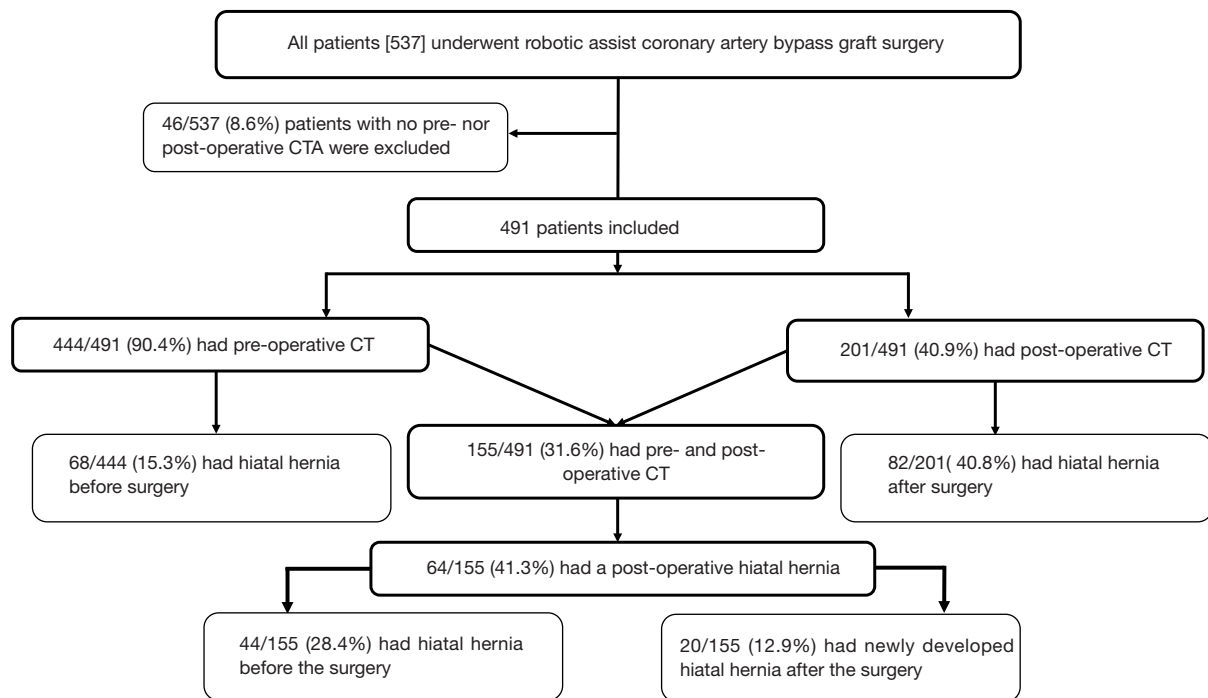 All patients [537] underwent robotic assist coronary artery bypass graft surgery
46/537 (8.6%) patients with no pre- nor
post-operative CTA were excluded
491 patients included
444/491 (90.4%) had pre-operative CT
201/491 (40.9%) had post-operative CT
68/444 (15.3%) had hiatal hernia
before surgery
155/491 (31.6%) had pre- and post-
operative CT
82/201( 40.8%) had hiatal hernia
after surgery
64/155 (41.3%) had a post-operative hiatal hernia
44/155 (28.4%) had hiatal hernia
before the surgery
20/155 (12.9%) had newly developed
hiatal hernia after the surgery